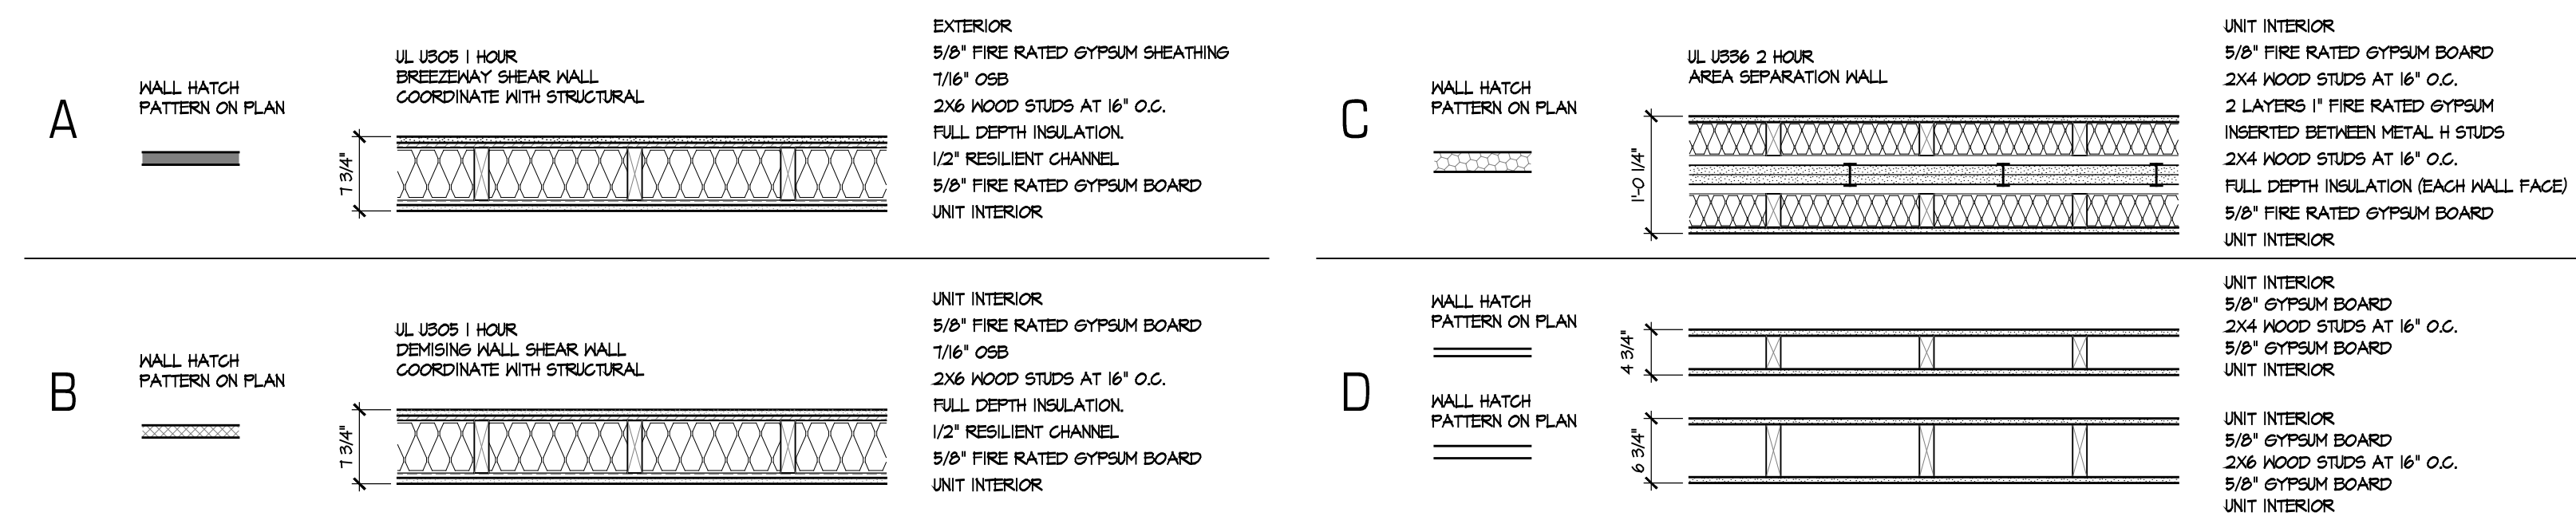 A
WALL HATCH
PATTERN ON PLAN
UL U305 1 HOUR
BREEZEWAY SHEAR WALL
COORDINATE WITH STRUCTURAL
7 3/4"
EXTERIOR
5/8" FIRE RATED GYPSUM SHEATHING
7/16" OSB
2X6 WOOD STUDS AT 16" O.C.
FULL DEPTH INSULATION.
1/2" RESILIENT CHANNEL
5/8" FIRE RATED GYPSUM BOARD
UNIT INTERIOR
B
WALL HATCH
PATTERN ON PLAN
UL U305 1 HOUR
DEMISING WALL SHEAR WALL
COORDINATE WITH STRUCTURAL
7 3/4"
UNIT INTERIOR
5/8" FIRE RATED GYPSUM BOARD
7/16" OSB
2X6 WOOD STUDS AT 16" O.C.
FULL DEPTH INSULATION.
1/2" RESILIENT CHANNEL
5/8" FIRE RATED GYPSUM BOARD
UNIT INTERIOR
C
WALL HATCH
PATTERN ON PLAN
UL U336 2 HOUR
AREA SEPARATION WALL
1'-0 1/4"
UNIT INTERIOR
5/8" FIRE RATED GYPSUM BOARD
2X4 WOOD STUDS AT 16" O.C.
2 LAYERS 1" FIRE RATED GYPSUM
INSERTED BETWEEN METAL H STUDS
2X4 WOOD STUDS AT 16" O.C.
FULL DEPTH INSULATION (EACH WALL FACE)
5/8" FIRE RATED GYPSUM BOARD
UNIT INTERIOR
D
WALL HATCH
PATTERN ON PLAN
4 3/4"
UNIT INTERIOR
5/8" GYPSUM BOARD
2X4 WOOD STUDS AT 16" O.C.
5/8" GYPSUM BOARD
UNIT INTERIOR
WALL HATCH
PATTERN ON PLAN
6 3/4"
UNIT INTERIOR
5/8" GYPSUM BOARD
2X6 WOOD STUDS AT 16" O.C.
5/8" GYPSUM BOARD
UNIT INTERIOR